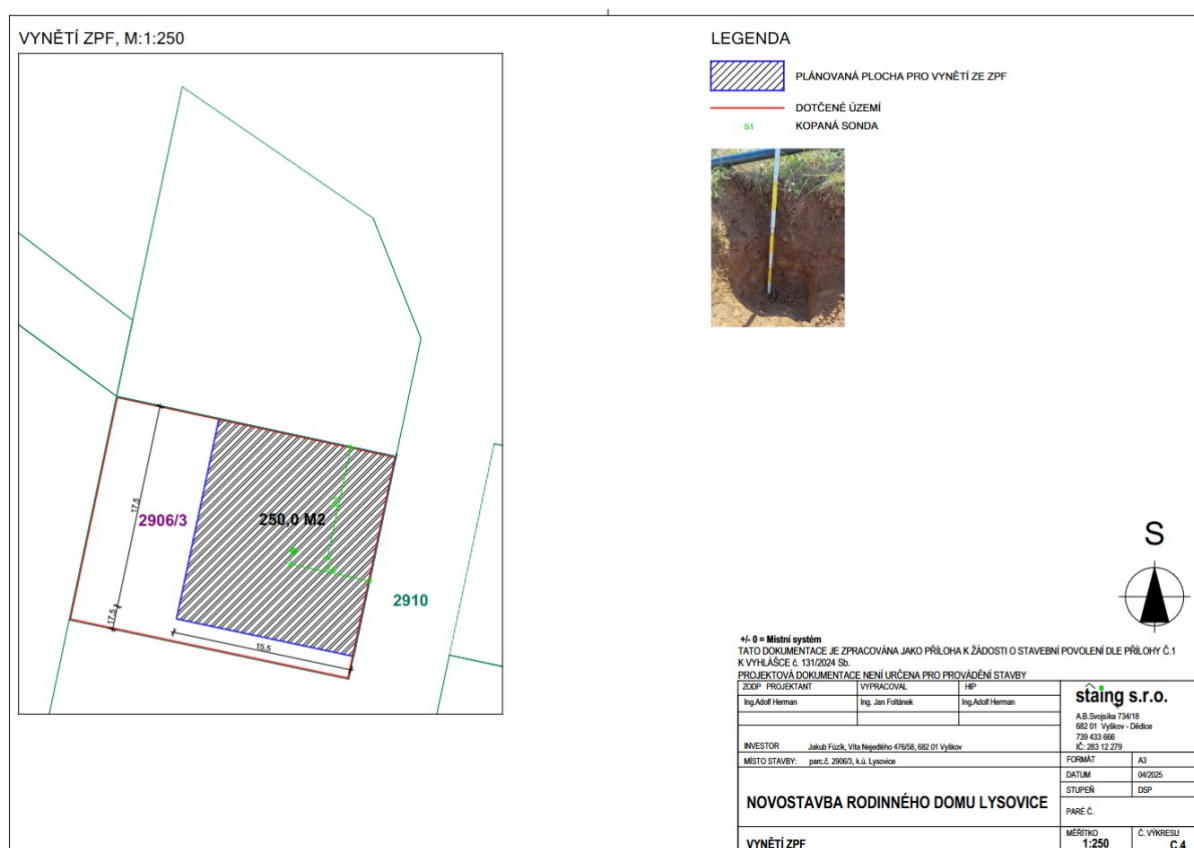 VYNĚTÍ ZPF, M:1:250
17,5
2906/3
250,0 M2
17,5
15,5
2910
LEGENDA
PLÁNOVANÁ PLOCHA PRO VYNĚTÍ ZE ZPF
DOTČENÉ ÚZEMÍ
S1 KOPANÁ SONDA
S
+/- 0 = Místní systém
TATO DOKUMENTACE JE ZPRACOVÁNA JAKO PŘÍLOHA K ŽÁDOSTI O STAVEBNÍ POVOLENÍ DLE PŘÍLOHY Č.1
K VYHLÁŠCE č. 131/2024 Sb.
PROJEKTOVÁ DOKUMENTACE NENÍ URČENA PRO PROVÁDĚNÍ STAVBY
ZODP PROJEKTANT VYPRACOVAL HIP
Ing.Adolf Herman Ing. Jan Foltánek Ing.Adolf Herman
staing s.r.o.
A.B.Svojsíka 734/18
682 01 Vyškov - Dědice
739 433 666
IČ: 283 12 279
INVESTOR Jakub Fúzik, Víta Nejedlého 476/58, 682 01 Vyškov
MÍSTO STAVBY: parc.č. 2906/3, k.ú. Lysovice
FORMÁT A3
DATUM 04/2025
STUPEŇ DSP
NOVOSTAVBA RODINNÉHO DOMU LYSOVICE
PARÉ Č.
VYNĚTÍ ZPF
MĚŘÍTKO Č. VÝKRESU
1:250 C.4